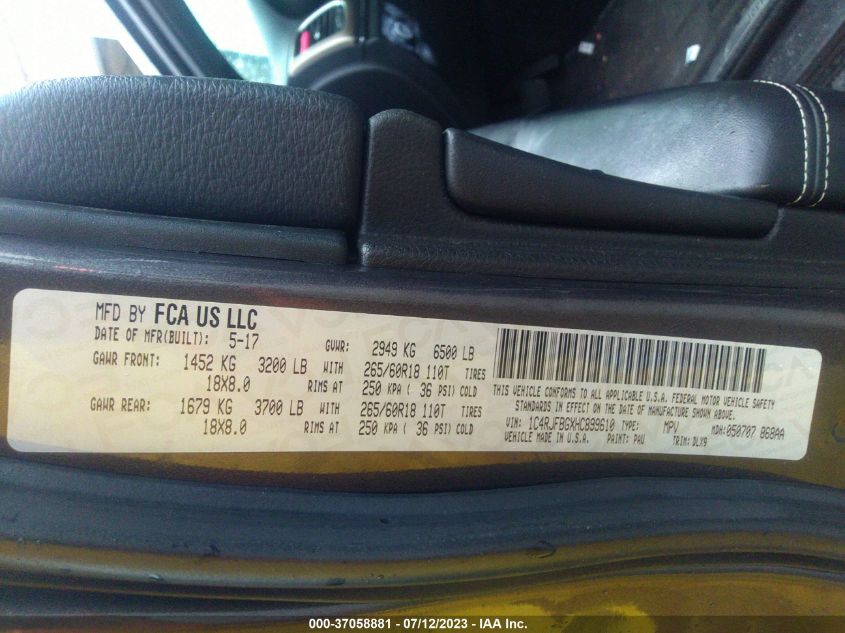 MFD BY FCA US LLC
DATE OF MFR(BUILT): 5-17 GVWR: 2949 KG 6500 LB
GAWR FRONT: 1452 KG 3200 LB WITH 265/60R18 110T TIRES
18X8.0 RIMS AT 250 KPA ( 36 PSI) COLD
GAWR REAR: 1679 KG 3700 LB WITH 265/60R18 110T TIRES
18X8.0 RIMS AT 250 KPA ( 36 PSI) COLD
THIS VEHICLE CONFORMS TO ALL APPLICABLE U.S.A. FEDERAL MOTOR VEHICLE SAFETY
STANDARDS IN EFFECT ON THE DATE OF MANUFACTURE SHOWN ABOVE.
VIN: 1C4RJFBGXHC899610 TYPE: MPV MDH: 050707 868AA
VEHICLE MADE IN U.S.A. PAINT: PAU TRIM: DLX9
000-37058881 - 07/12/2023 - IAA Inc.